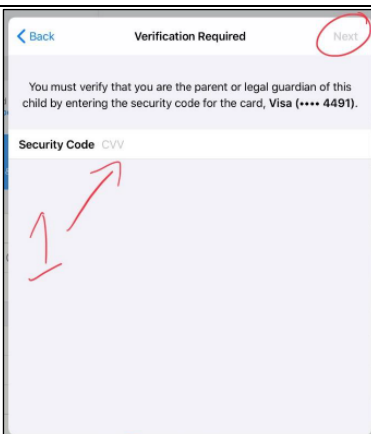 Back Verification Required Next
You must verify that you are the parent or legal guardian of this
child by entering the security code for the card, Visa (•••• 4491).
Security Code CVV
1